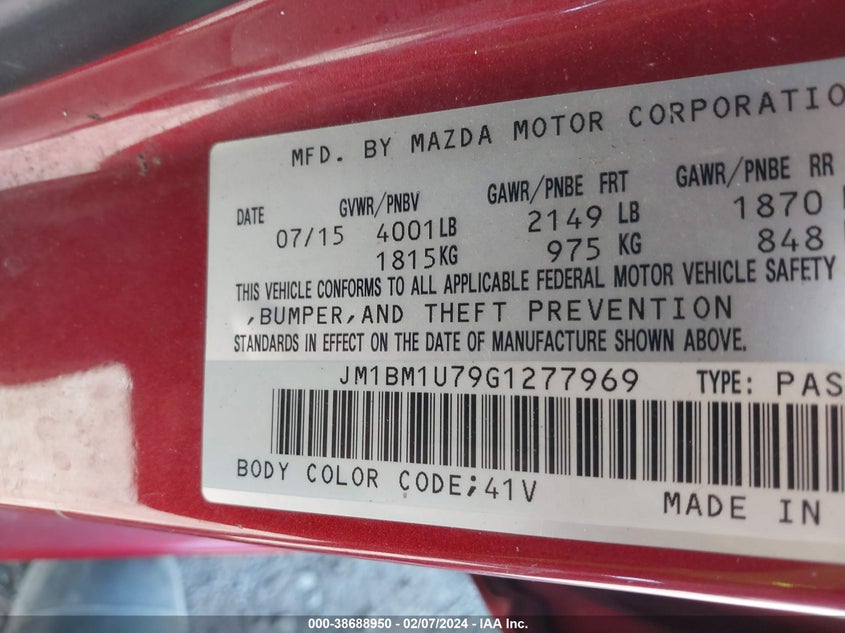 MFD. BY MAZDA MOTOR CORPORATIO
DATE GVWR/PNBV GAWR/PNBE FRT GAWR/PNBE RR
07/15 4001LB 2149 LB 1870
1815KG 975 KG 848
THIS VEHICLE CONFORMS TO ALL APPLICABLE FEDERAL MOTOR VEHICLE SAFETY
,BUMPER,AND THEFT PREVENTION
STANDARDS IN EFFECT ON THE DATE OF MANUFACTURE SHOWN ABOVE.
JM1BM1U79G1277969 TYPE: PAS
BODY COLOR CODE;41V
MADE IN
000-38688950 - 02/07/2024 - IAA Inc.